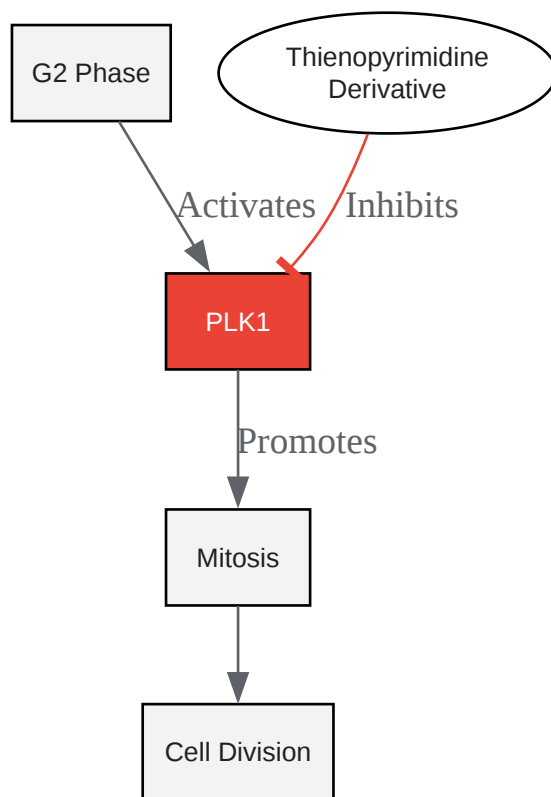 G2 Phase
Thienopyrimidine
Derivative
Activates
Inhibits
PLK1
Promotes
Mitosis
Cell Division